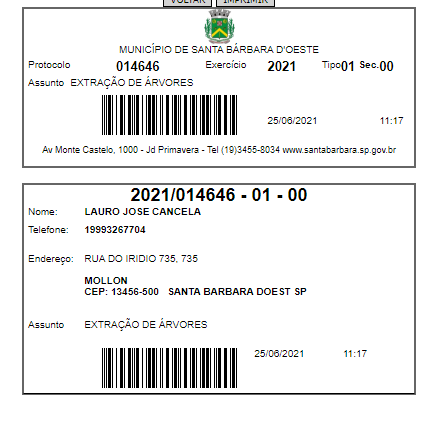 VOLTAR IMPRIMIR
MUNICÍPIO DE SANTA BÁRBARA D'OESTE
Protocolo 014646 Exercício 2021 Tipo01 Sec.00
Assunto EXTRAÇÃO DE ÁRVORES
25/06/2021 11:17
Av Monte Castelo, 1000 - Jd Primavera - Tel (19)3455-8034 www.santabarbara.sp.gov.br
2021/014646 - 01 - 00
Nome: LAURO JOSE CANCELA
Telefone: 19993267704
Endereço: RUA DO IRIDIO 735, 735
MOLLON
CEP: 13456-500 SANTA BARBARA DOEST SP
Assunto EXTRAÇÃO DE ÁRVORES
25/06/2021 11:17